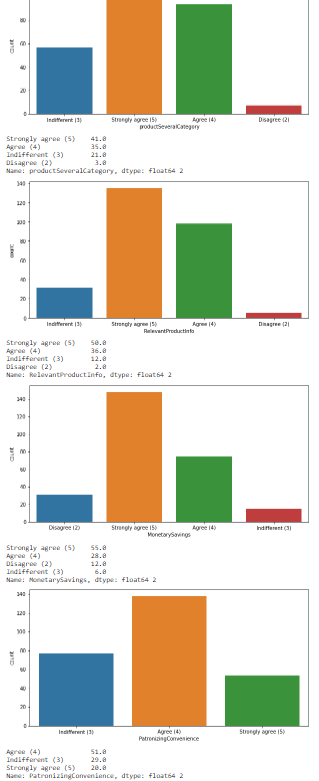 80
60
40
20
0
count
Indifferent (3) Strongly agree (5) Agree (4) Disagree (2)
productSeveralCategory
Strongly agree (5) 41.0
Agree (4) 35.0
Indifferent (3) 21.0
Disagree (2) 3.0
Name: productSeveralCategory, dtype: float64 2
140
120
100
80
60
40
20
0
count
Indifferent (3) Strongly agree (5) Agree (4) Disagree (2)
RelevantProductInfo
Strongly agree (5) 50.0
Agree (4) 36.0
Indifferent (3) 12.0
Disagree (2) 2.0
Name: RelevantProductInfo, dtype: float64 2
140
120
100
80
60
40
20
0
count
Disagree (2) Strongly agree (5) Agree (4) Indifferent (3)
MonetarySavings
Strongly agree (5) 55.0
Agree (4) 28.0
Disagree (2) 12.0
Indifferent (3) 6.0
Name: MonetarySavings, dtype: float64 2
140
120
100
80
60
40
20
0
count
Indifferent (3) Agree (4) Strongly agree (5)
PatronizingConvenience
Agree (4) 51.0
Indifferent (3) 29.0
Strongly agree (5) 20.0
Name: PatronizingConvenience, dtype: float64 2